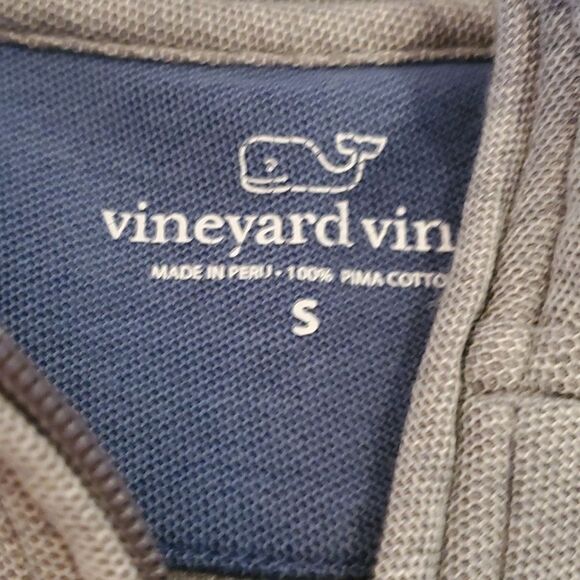 vineyard vin
MADE IN PERU • 100% PIMA COTTO
S